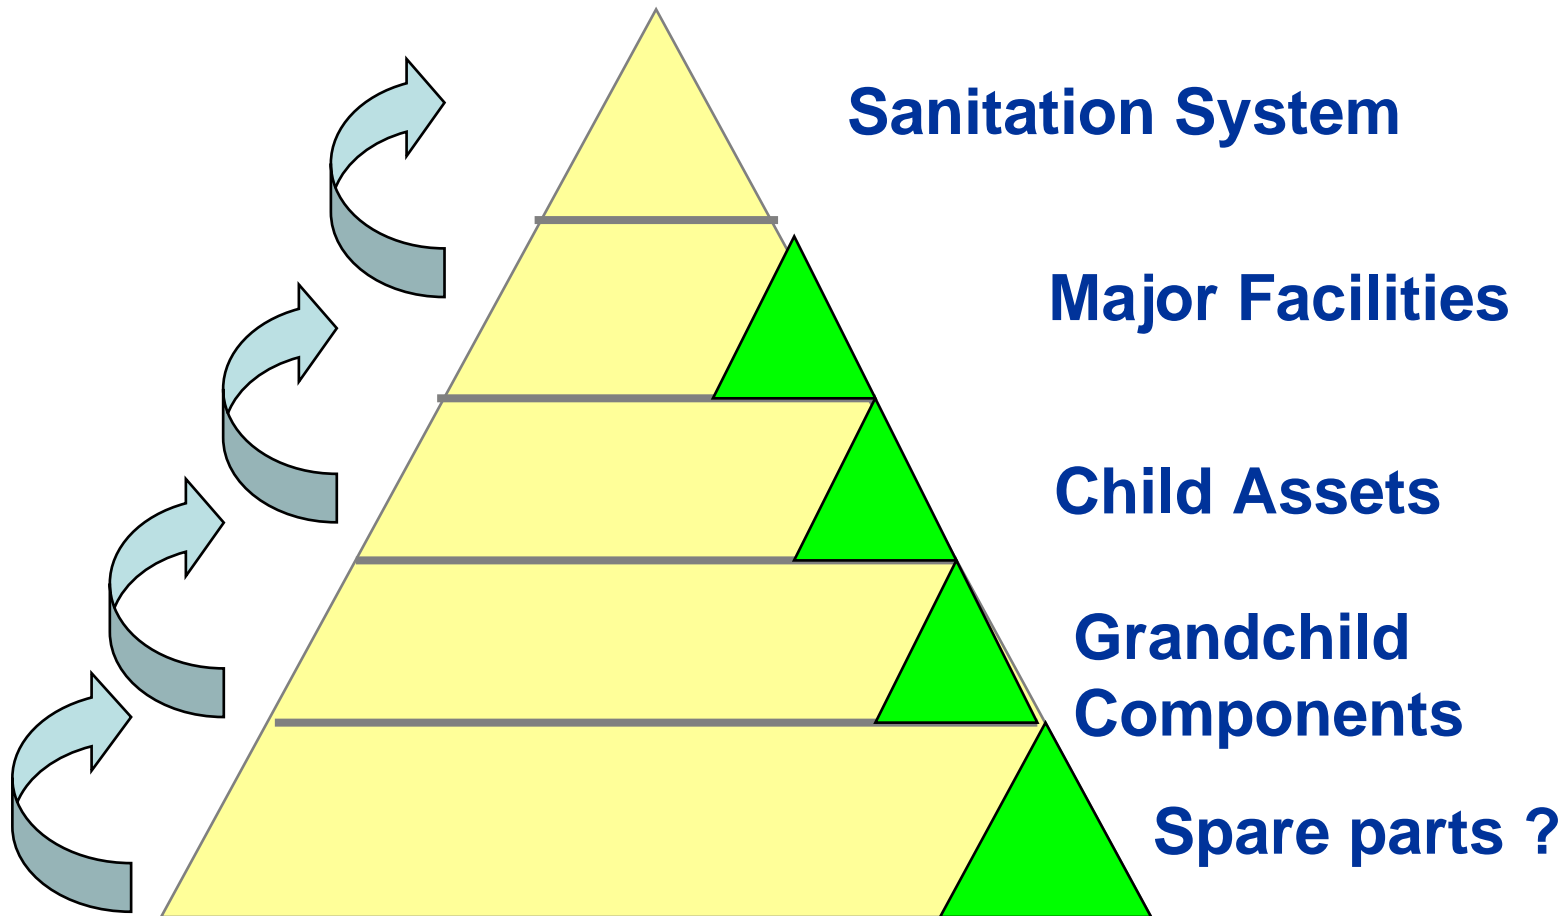 Sanitation System
Major Facilities
Child Assets
Grandchild
Components
Spare parts ?